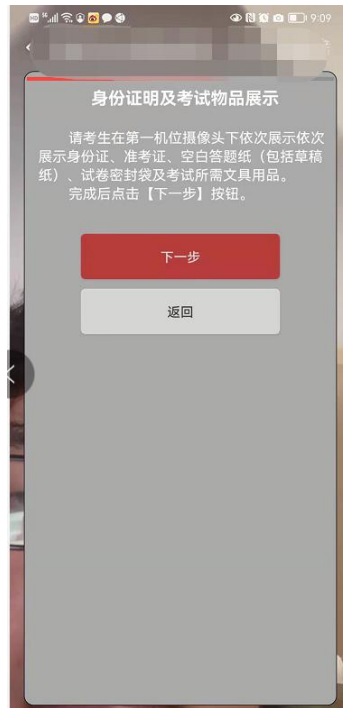 9:09
身份证明及考试物品展示
请考生在第一机位摄像头下依次展示依次
展示身份证、准考证、空白答题纸（包括草稿
纸）、试卷密封袋及考试所需文具用品。
完成后点击【下一步】按钮。
下一步
返回